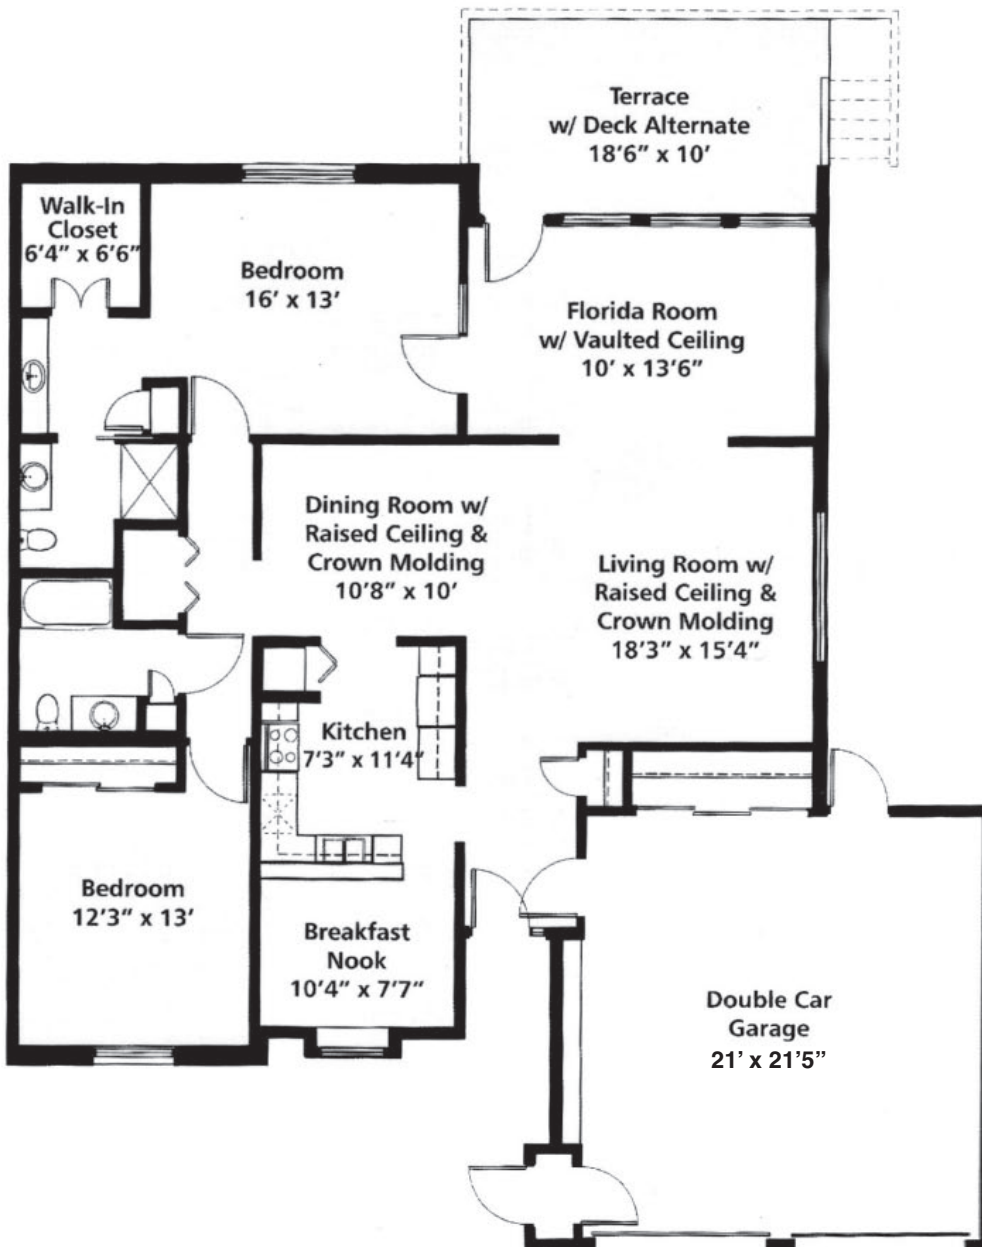 Terrace
w/ Deck Alternate
18’6” x 10’
Walk-In
Closet
6’4” x 6’6”
Bedroom
16’ x 13’
Florida Room
w/ Vaulted Ceiling
10’ x 13’6”
Dining Room w/
Raised Ceiling &
Crown Molding
10’8” x 10’
Living Room w/
Raised Ceiling &
Crown Molding
18’3” x 15’4”
Kitchen
7’3” x 11’4”
Bedroom
12’3” x 13’
Breakfast
Nook
10’4” x 7’7”
Double Car
Garage
21’ x 21’5”